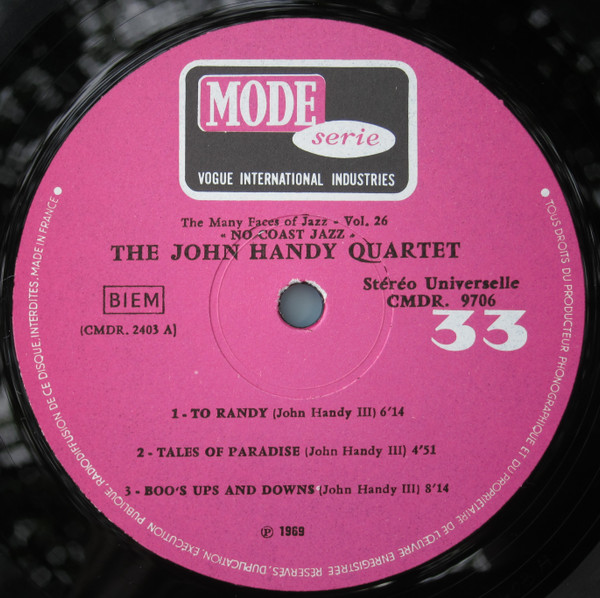 MODE
serie
VOGUE INTERNATIONAL INDUSTRIES
The Many Faces of Jazz - Vol. 26
« NO COAST JAZZ »
THE JOHN HANDY QUARTET
BIEM
(CMDR. 2403 A)
Stéréo Universelle
CMDR. 9706
33
1 - TO RANDY (John Handy III) 6'14
2 - TALES OF PARADISE (John Handy III) 4'51
3 - BOO'S UPS AND DOWNS (John Handy III) 8'14
℗ 1969
TOUS DROITS DU PRODUCTEUR PHONOGRAPHIQUE ET DU PROPRIETAIRE DE L'ŒUVRE ENREGISTREE RESERVES, DUPLICATION, EXÉCUTION PUBLIQUE, RADIODIFFUSION DE CE DISQUE, INTERDITES. MADE IN FRANCE